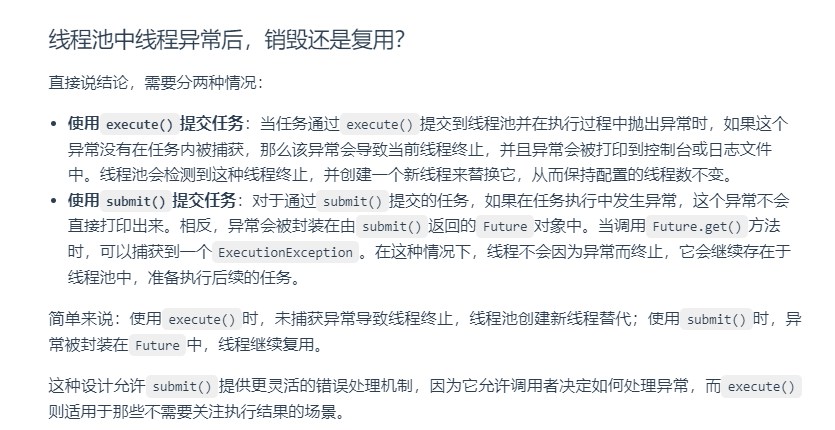 线程池中线程异常后，销毁还是复用？
直接说结论，需要分两种情况：
• 使用 execute() 提交任务：当任务通过 execute() 提交到线程池并在执行过程中抛出异常时，如果这个
异常没有在任务内被捕获，那么该异常会导致当前线程终止，并且异常会被打印到控制台或日志文件
中。线程池会检测到这种线程终止，并创建一个新线程来替换它，从而保持配置的线程数不变。
• 使用 submit() 提交任务：对于通过 submit() 提交的任务，如果在任务执行中发生异常，这个异常不会
直接打印出来。相反，异常会被封装在由 submit() 返回的 Future 对象中。当调用 Future.get() 方法
时，可以捕获到一个 ExecutionException 。在这种情况下，线程不会因为异常而终止，它会继续存在于
线程池中，准备执行后续的任务。
简单来说：使用 execute() 时，未捕获异常导致线程终止，线程池创建新线程替代；使用 submit() 时，异
常被封装在 Future 中，线程继续复用。
这种设计允许 submit() 提供更灵活的错误处理机制，因为它允许调用者决定如何处理异常，而 execute()
则适用于那些不需要关注执行结果的场景。